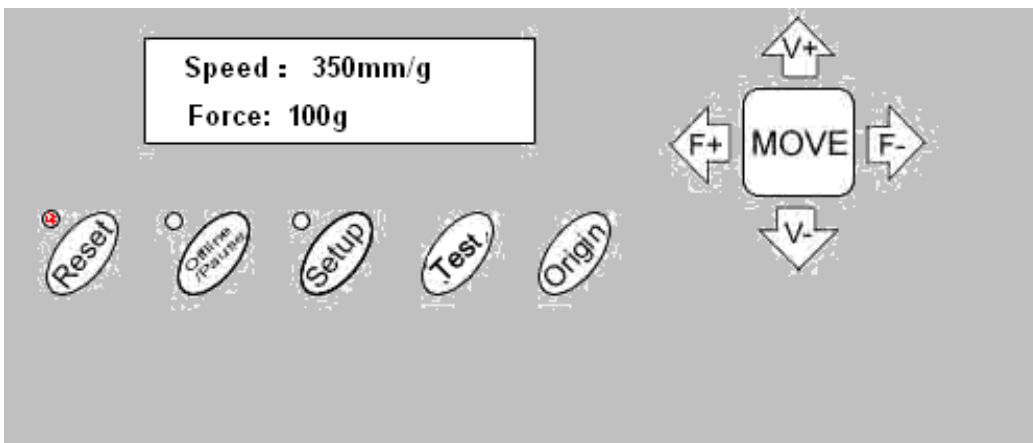 Speed : 350mm/g
Force: 100g
V+
F+
MOVE
F-
V-
Reset
Offline
/Pause
Setup
Test
Origin